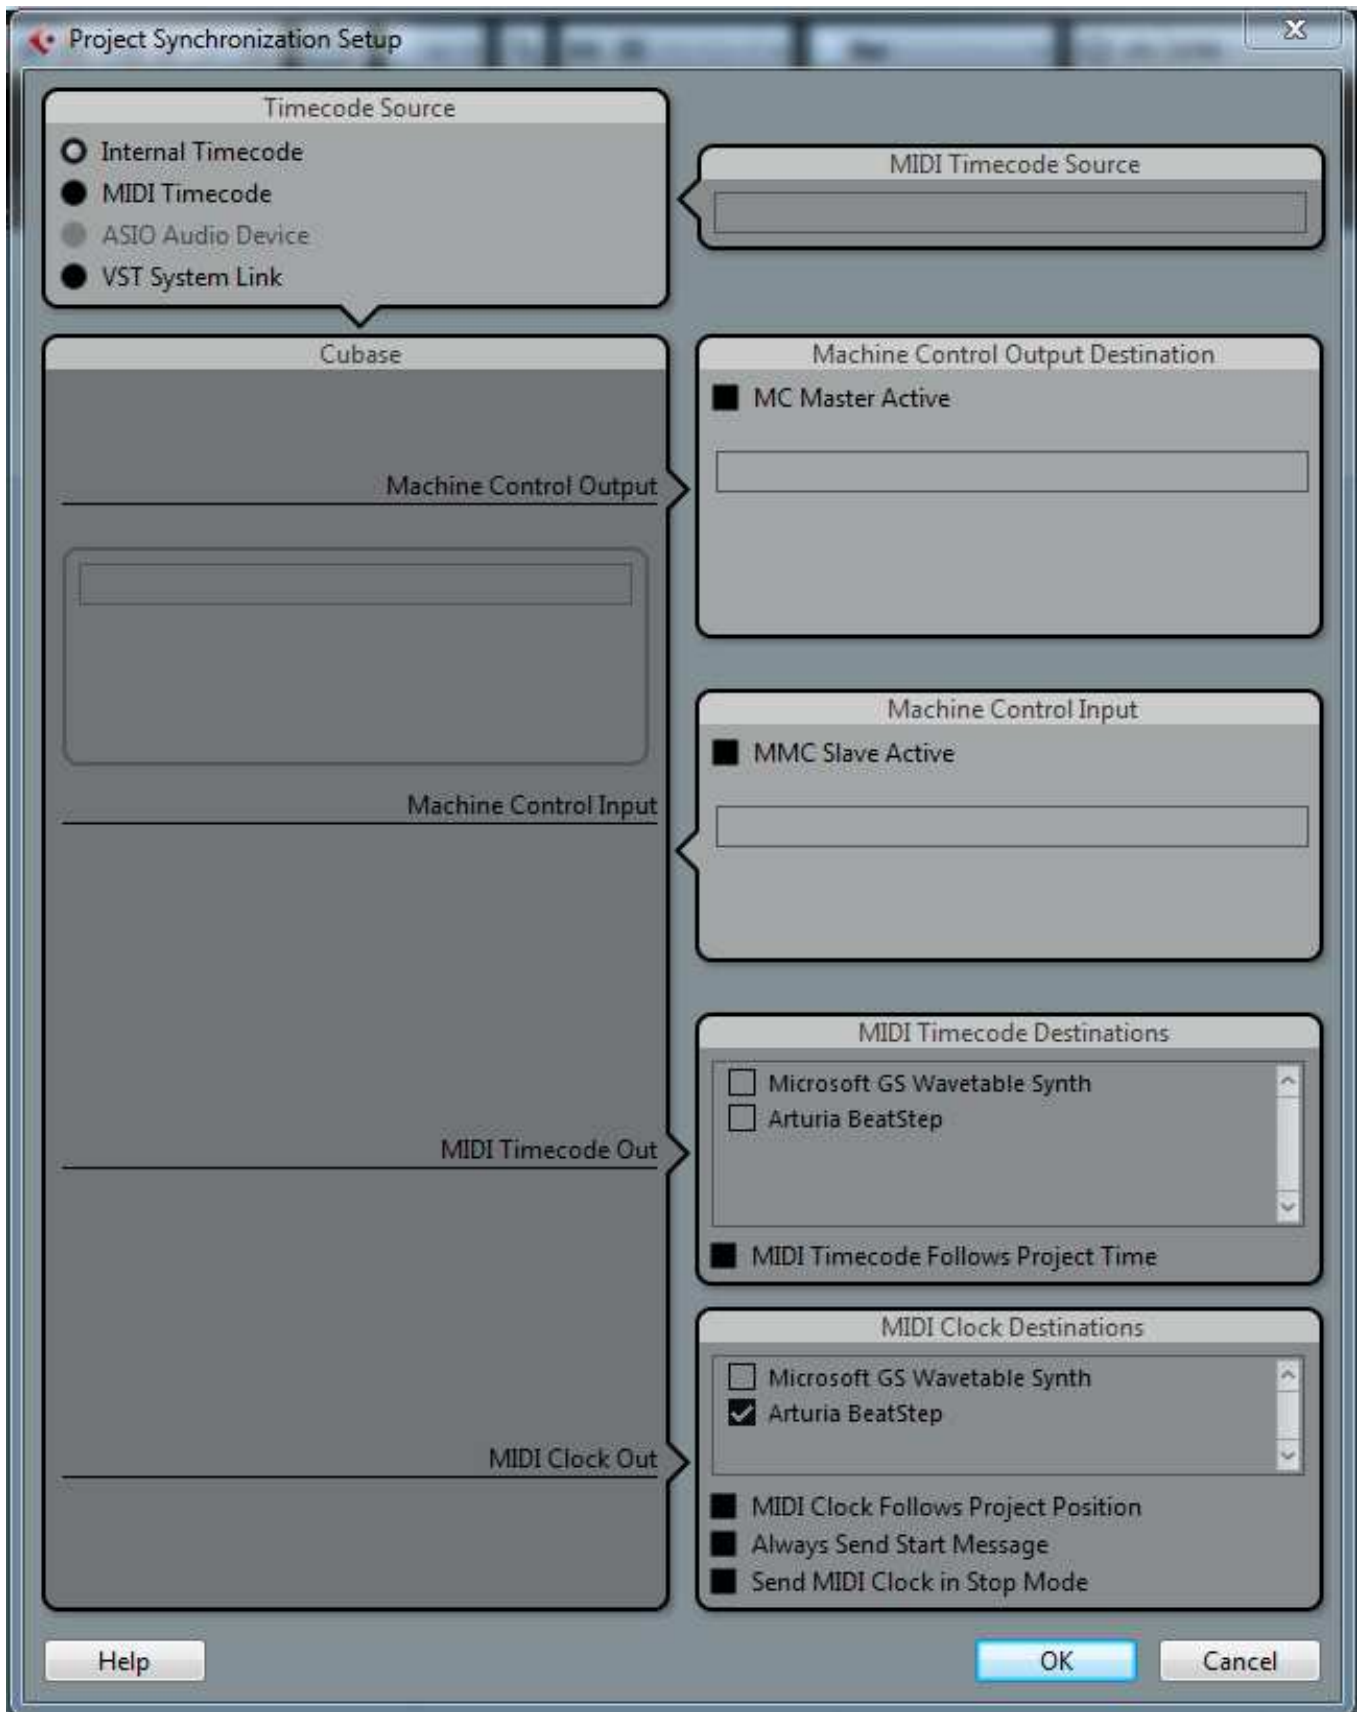 Project Synchronization Setup
Timecode Source
Internal Timecode
MIDI Timecode
ASIO Audio Device
VST System Link
MIDI Timecode Source
Cubase
Machine Control Output
Machine Control Input
MIDI Timecode Out
MIDI Clock Out
Machine Control Output Destination
MC Master Active
Machine Control Input
MMC Slave Active
MIDI Timecode Destinations
Microsoft GS Wavetable Synth
Arturia BeatStep
MIDI Timecode Follows Project Time
MIDI Clock Destinations
Microsoft GS Wavetable Synth
Arturia BeatStep
MIDI Clock Follows Project Position
Always Send Start Message
Send MIDI Clock in Stop Mode
Help
OK
Cancel